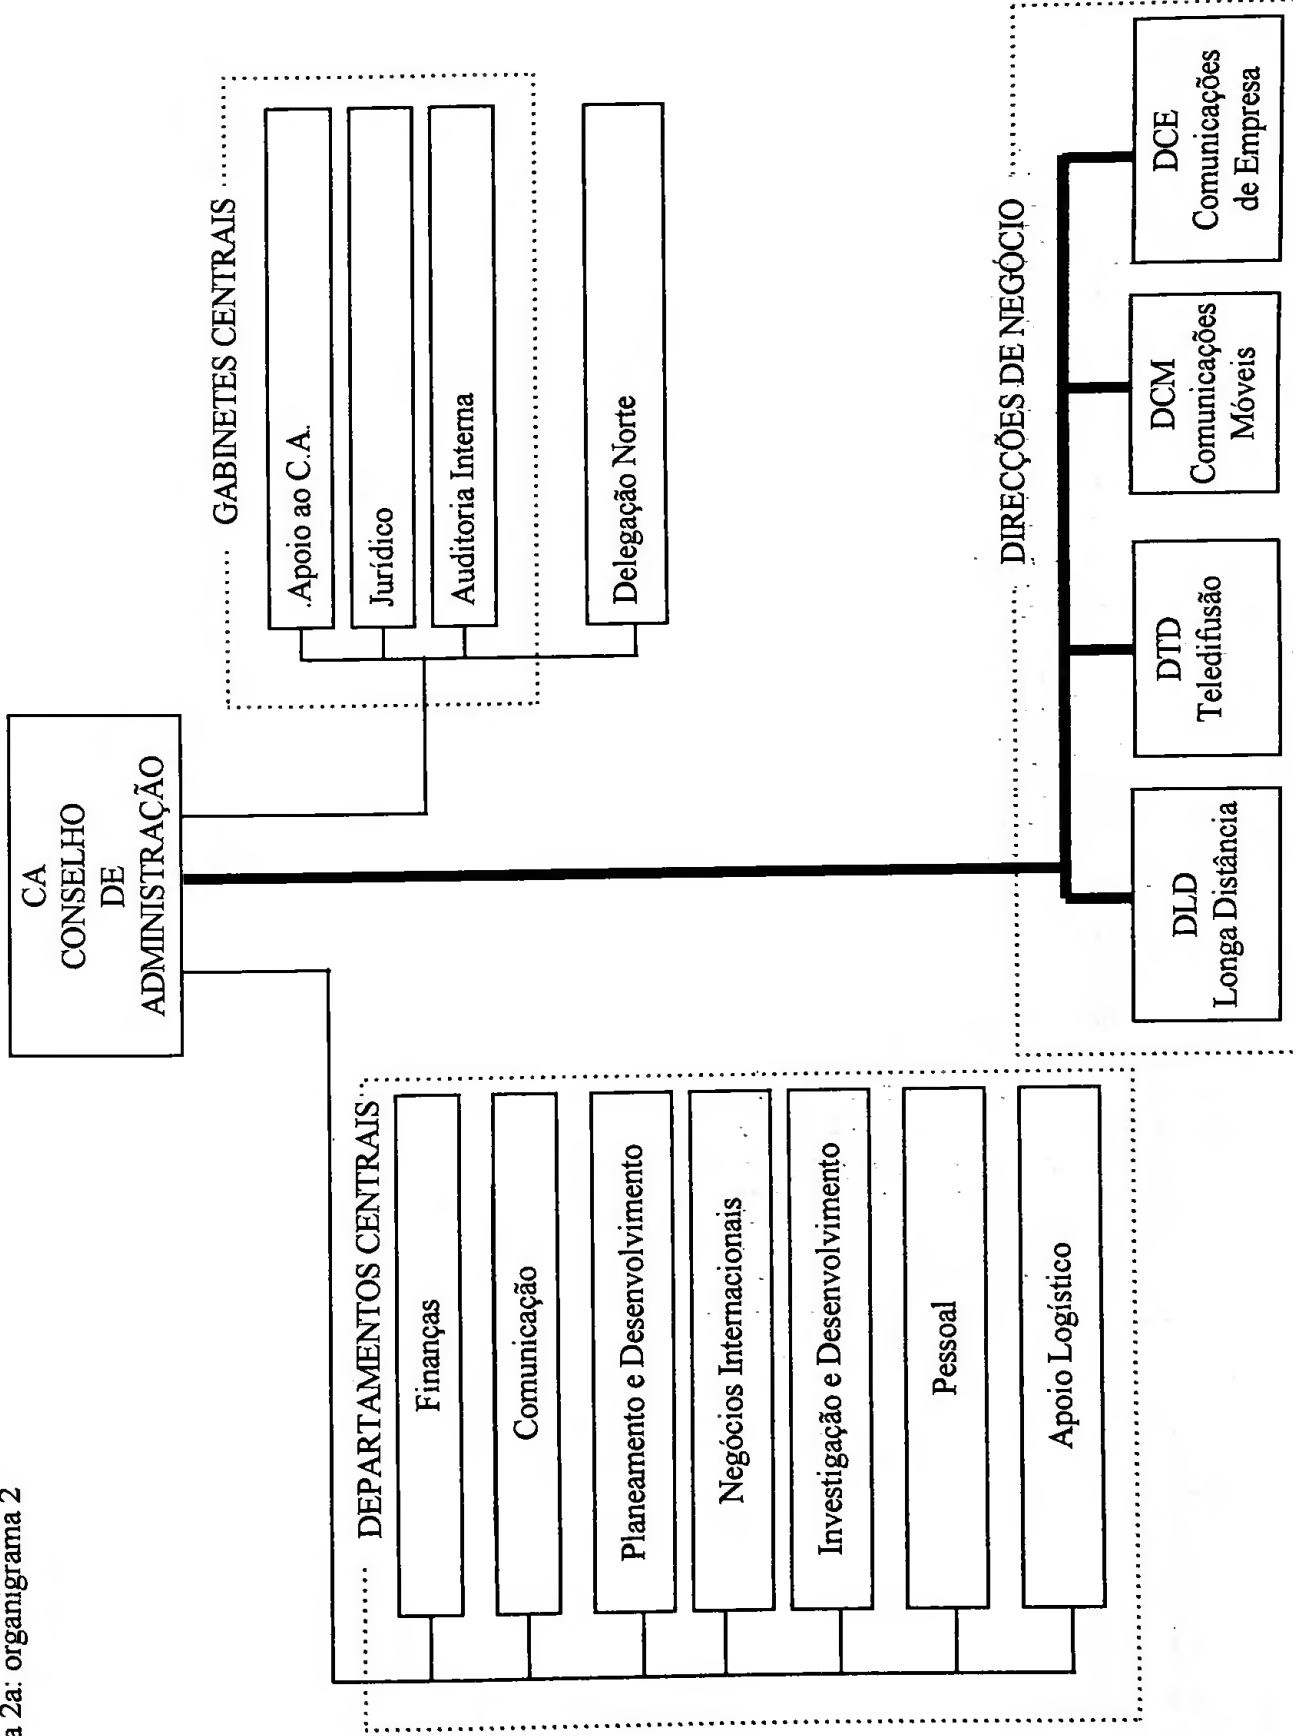 a 2a: organigrama 2
CA
CONSELHO
DE
ADMINISTRAÇÃO
GABINETES CENTRAIS
.Apoio ao C.A.
Jurídico
Auditoria Interna
Delegação Norte
DEPARTAMENTOS CENTRAIS
Finanças
Comunicação
Planeamento e Desenvolvimento
Negócios Internacionais
Investigação e Desenvolvimento
Pessoal
Apoio Logístico
DIRECÇÕES DE NEGÓCIO
DLD
Longa Distância
DTD
Teledifusão
DCM
Comunicações
Móveis
DCE
Comunicações
de Empresa